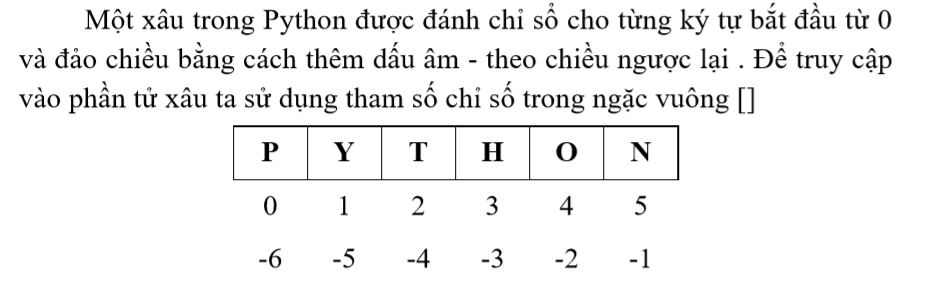 Một xâu trong Python được đánh chỉ sổ cho từng ký tự bắt đầu từ 0
và đảo chiều bằng cách thêm dấu âm - theo chiều ngược lại . Để truy cập
vào phần tử xâu ta sử dụng tham số chỉ số trong ngặc vuông []
P Y T H O N
0 1 2 3 4 5
-6 -5 -4 -3 -2 -1